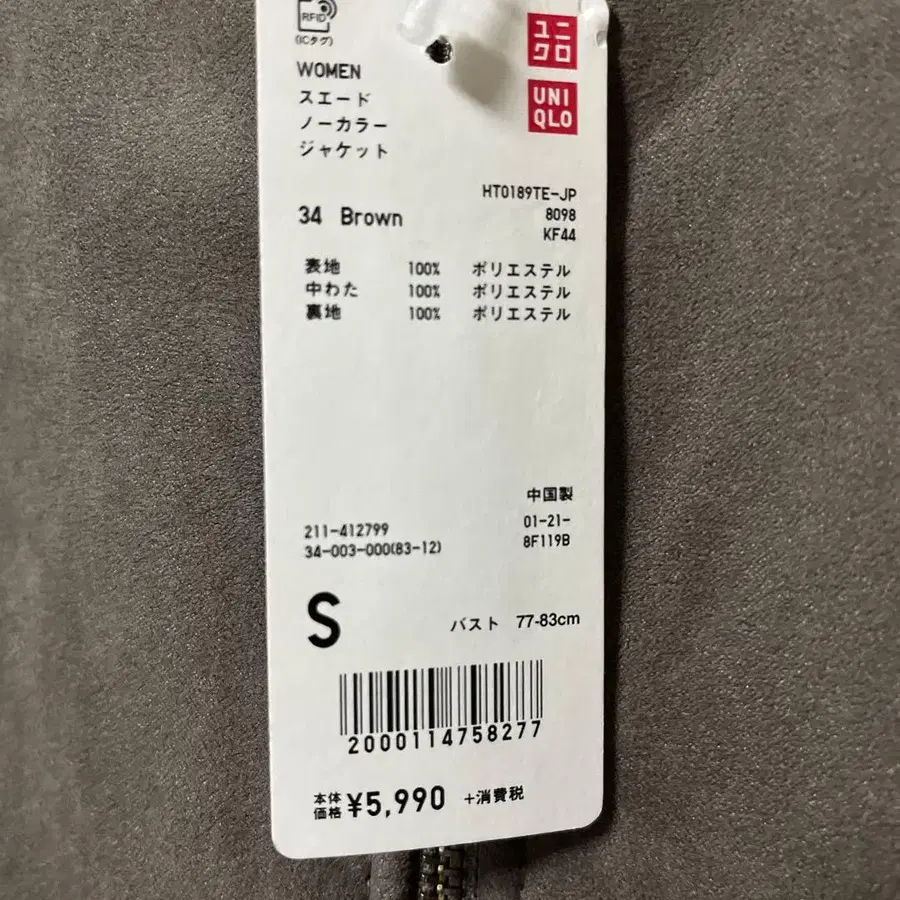 RFID
(ICタグ)
ユニ
クロ
UNI
QLO
WOMEN
スエード
ノーカラー
ジャケット
HT0189TE-JP
34 Brown
8098
KF44
表地 100% ポリエステル
中わた 100% ポリエステル
裏地 100% ポリエステル
中国製
211-412799
01-21-
34-003-000(83-12)
8F119B
S
バスト 77-83cm
2000114758277
本体
価格 ¥5,990 +消費税